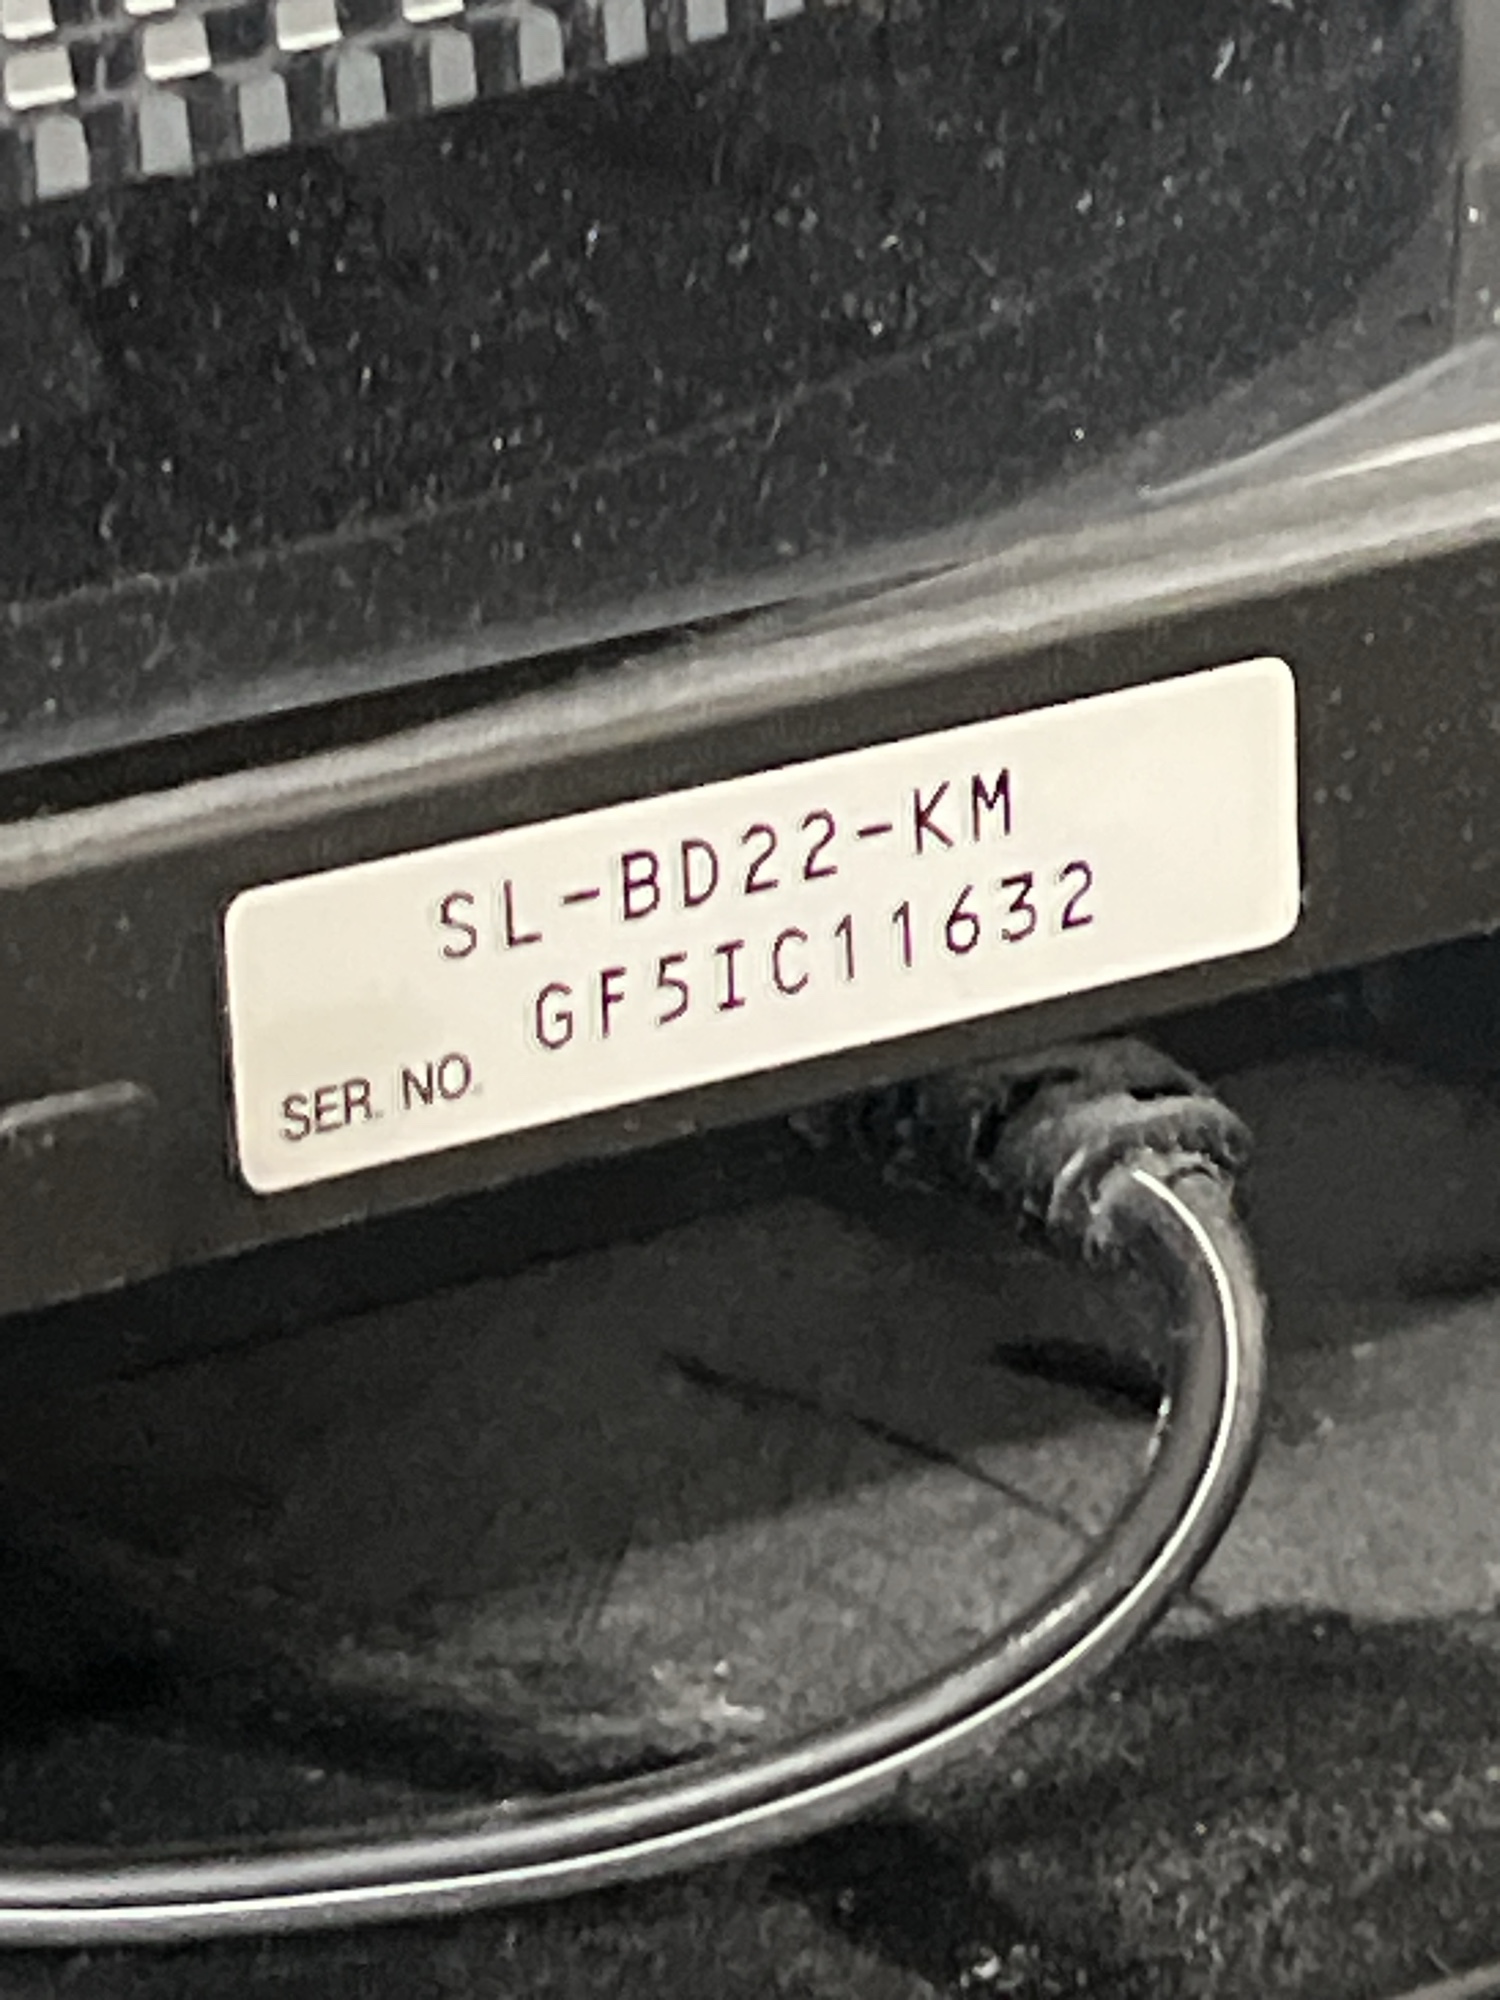 SL-BD22-KM
GF5IC11632
SER. NO.